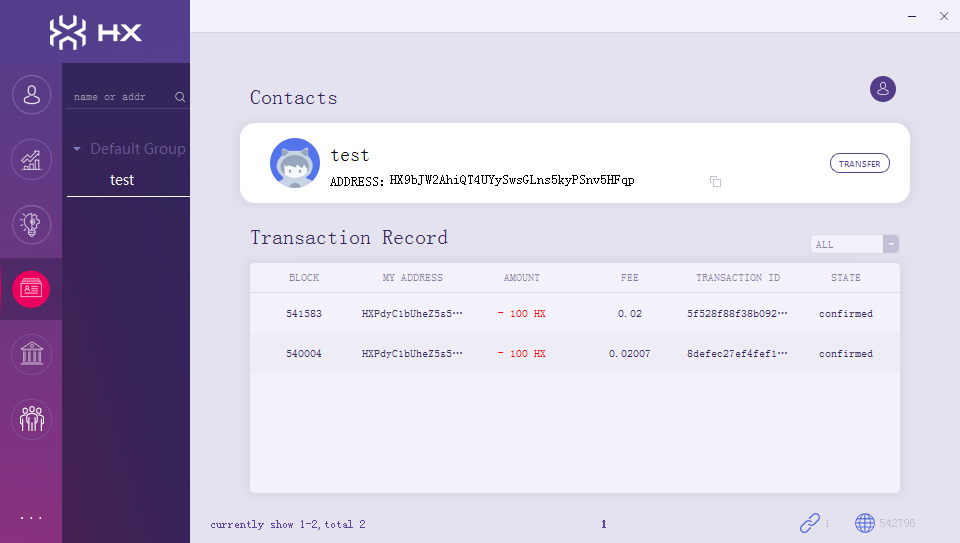 HX
name or addr
Default Group
test
Contacts
test
ADDRESS: HX9bJW2AhiQT4UYySwsGLns5kyPSnv5HFqp
TRANSFER
Transaction Record
ALL
BLOCK MY ADDRESS AMOUNT FEE TRANSACTION ID STATE
541583 HXPdyC1bUheZ5s5··· - 100 HX 0.02 5f528f88f38b092··· confirmed
540004 HXPdyC1bUheZ5s5··· - 100 HX 0.02007 8defec27ef4fef1··· confirmed
...
currently show 1-2,total 2
1
1
542796